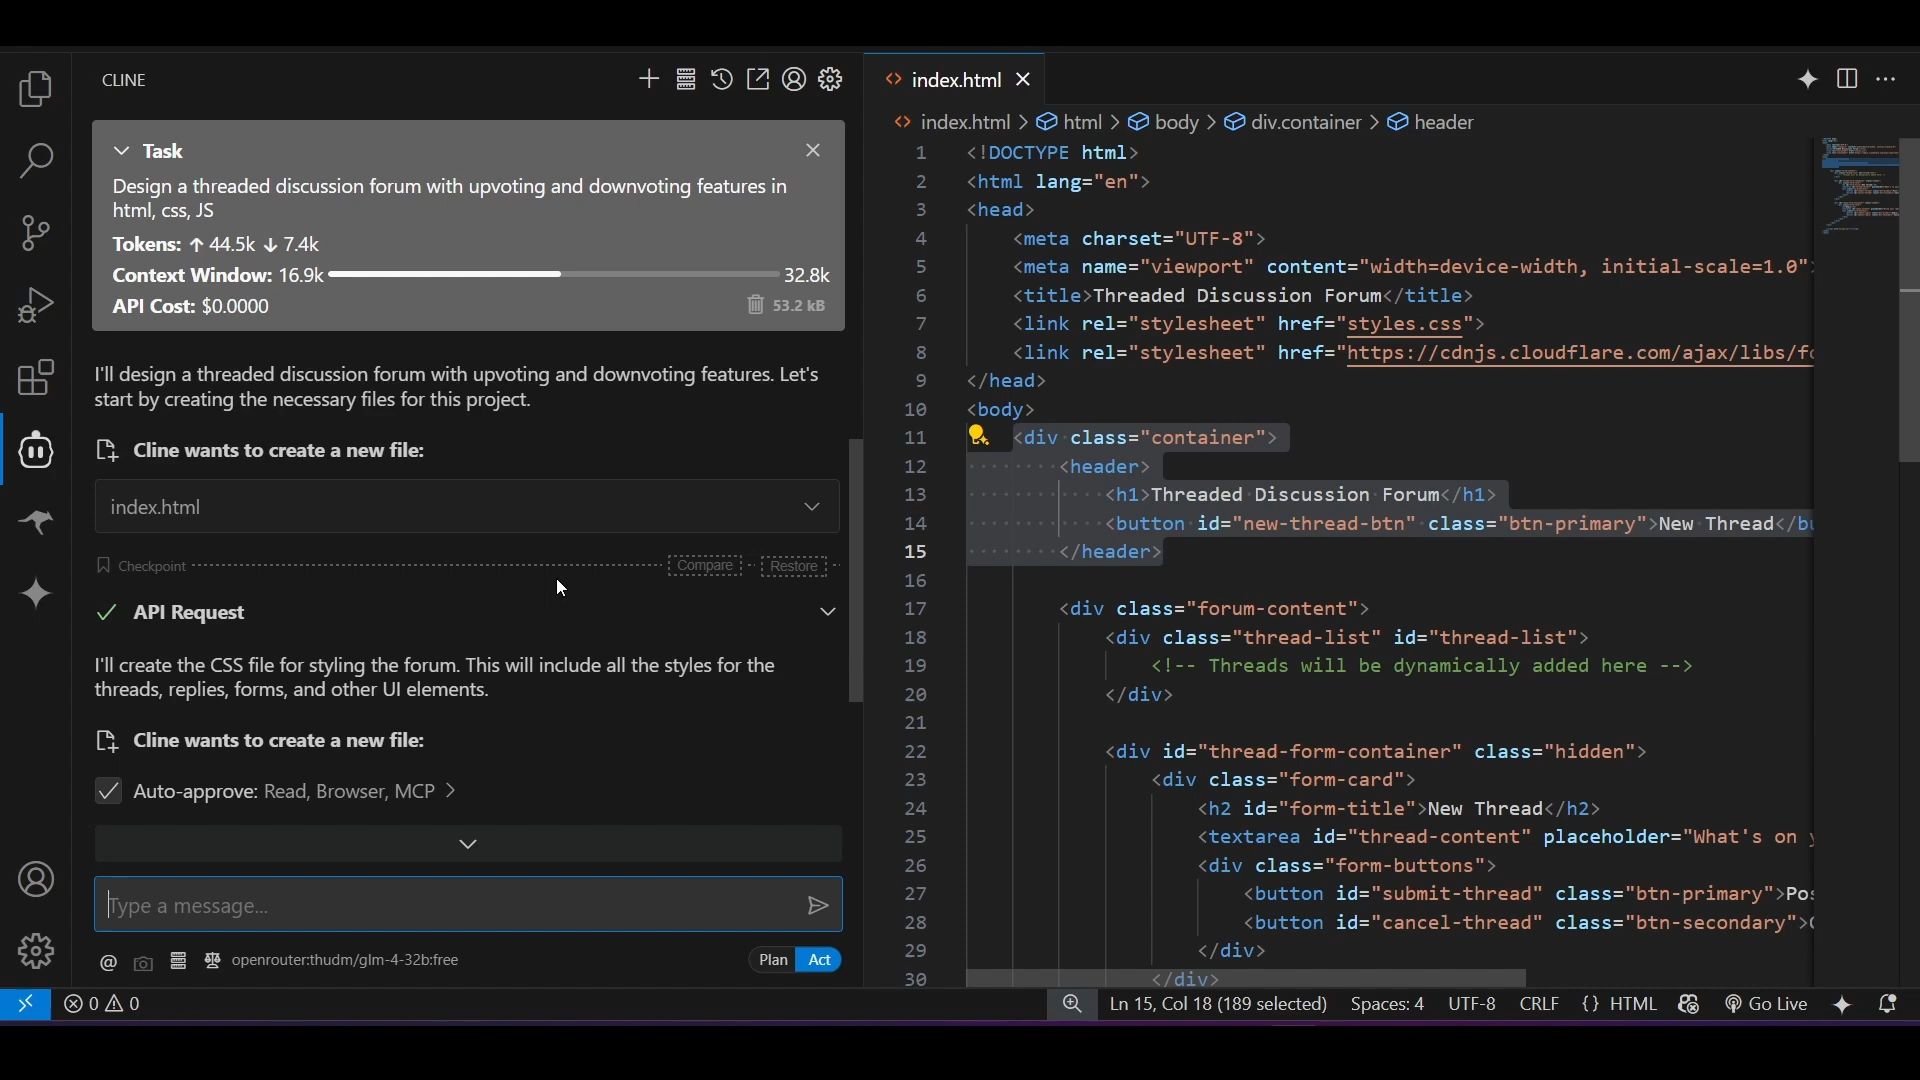 CLINE
Task
Design a threaded discussion forum with upvoting and downvoting features in
html, css, JS
Tokens: ↑ 44.5k ↓ 7.4k
Context Window: 16.9k 32.8k
API Cost: $0.0000 53.2 kB
I'll design a threaded discussion forum with upvoting and downvoting features. Let's
start by creating the necessary files for this project.
Cline wants to create a new file:
index.html
Checkpoint Compare Restore
API Request
I'll create the CSS file for styling the forum. This will include all the styles for the
threads, replies, forms, and other UI elements.
Cline wants to create a new file:
Auto-approve: Read, Browser, MCP >
Type a message...
@ openrouter:thudm/glm-4-32b:free Plan Act
index.html
index.html > html > body > div.container > header
1 <!DOCTYPE html>
2 <html lang="en">
3 <head>
4 <meta charset="UTF-8">
5 <meta name="viewport" content="width=device-width, initial-scale=1.0">
6 <title>Threaded Discussion Forum</title>
7 <link rel="stylesheet" href="styles.css">
8 <link rel="stylesheet" href="https://cdnjs.cloudflare.com/ajax/libs/fo
9 </head>
10 <body>
11 <div class="container">
12 <header>
13 <h1>Threaded Discussion Forum</h1>
14 <button id="new-thread-btn" class="btn-primary">New Thread</bu
15 </header>
16
17 <div class="forum-content">
18 <div class="thread-list" id="thread-list">
19 <!-- Threads will be dynamically added here -->
20 </div>
21
22 <div id="thread-form-container" class="hidden">
23 <div class="form-card">
24 <h2 id="form-title">New Thread</h2>
25 <textarea id="thread-content" placeholder="What's on y
26 <div class="form-buttons">
27 <button id="submit-thread" class="btn-primary">Pos
28 <button id="cancel-thread" class="btn-secondary">C
29 </div>
30 </div>
0 0 Ln 15, Col 18 (189 selected) Spaces: 4 UTF-8 CRLF {} HTML Go Live